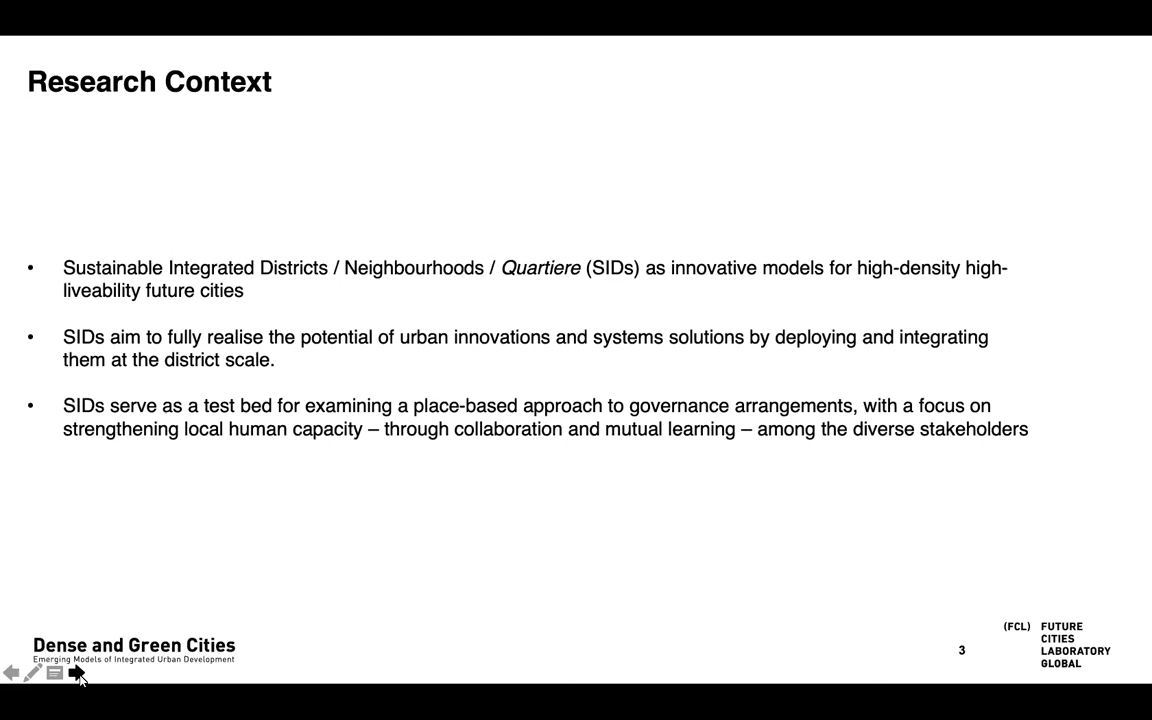 Research Context
• Sustainable Integrated Districts / Neighbourhoods / Quartiere (SIDs) as innovative models for high-density high-
liveability future cities
• SIDs aim to fully realise the potential of urban innovations and systems solutions by deploying and integrating
them at the district scale.
• SIDs serve as a test bed for examining a place-based approach to governance arrangements, with a focus on
strengthening local human capacity – through collaboration and mutual learning – among the diverse stakeholders
Dense and Green Cities
Emerging Models of Integrated Urban Development
3
(FCL) FUTURE
CITIES
LABORATORY
GLOBAL